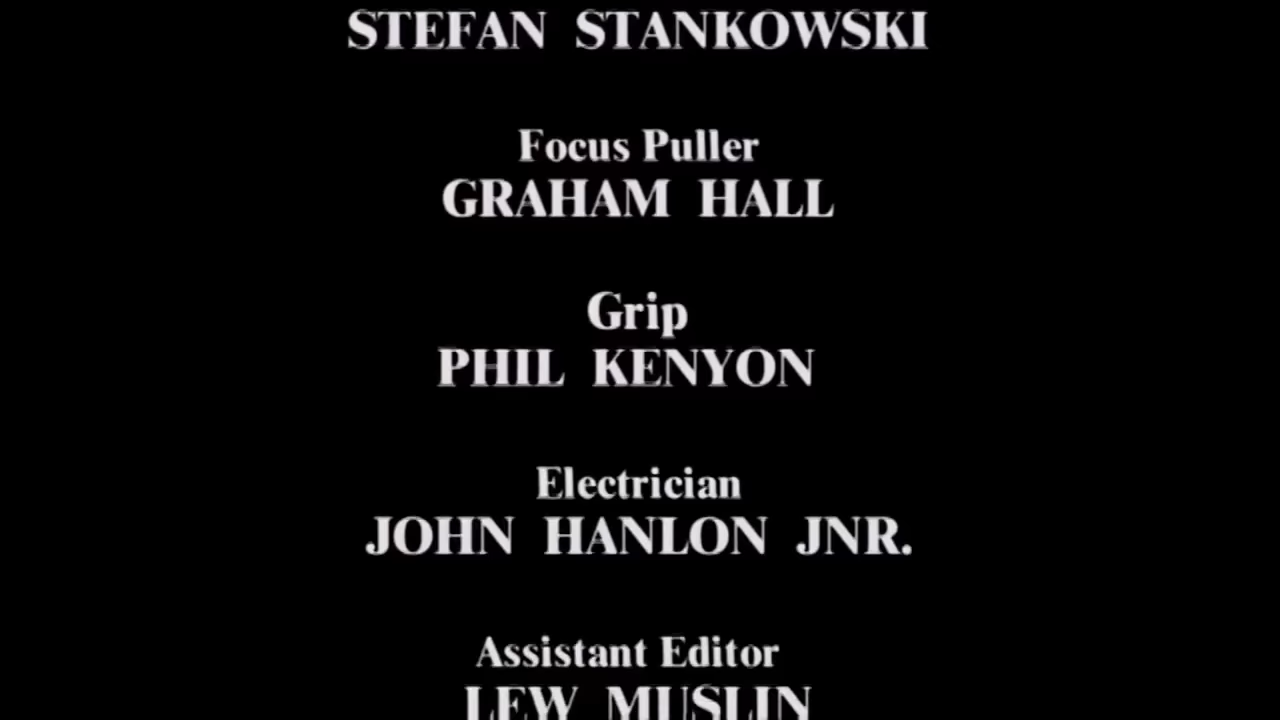 STEFAN STANKOWSKI
Focus Puller
GRAHAM HALL
Grip
PHIL KENYON
Electrician
JOHN HANLON JNR.
Assistant Editor
LEW MUSLIN